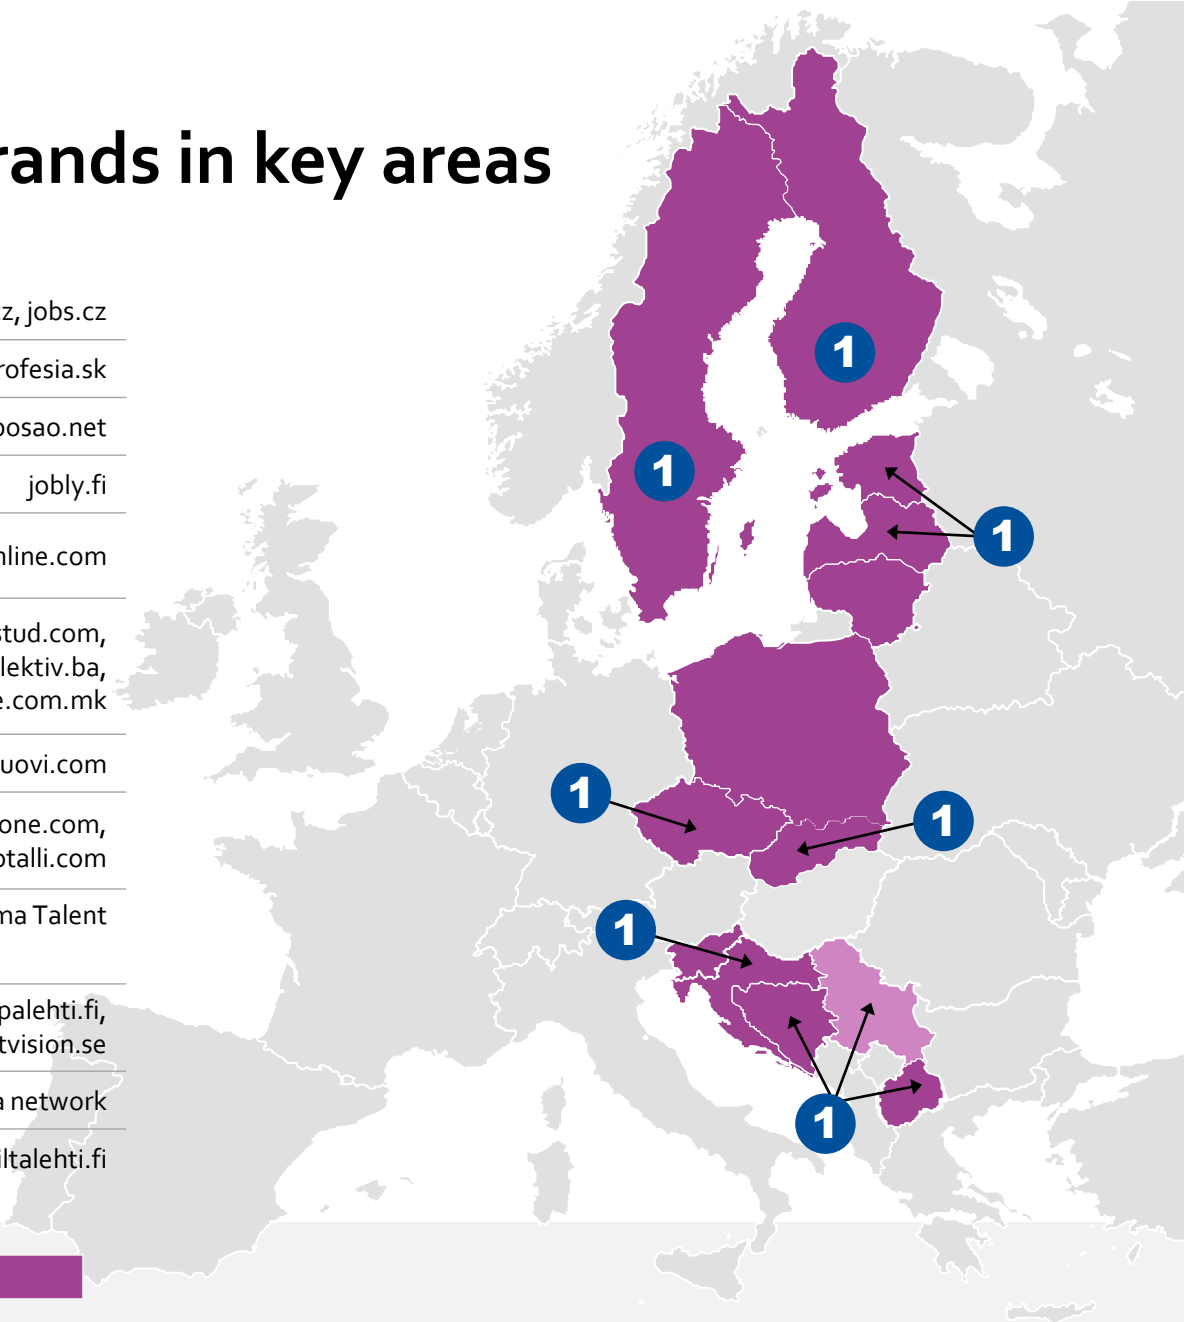 rands in key areas
z, jobs.cz
rofesia.sk
posao.net
jobly.fi
nline.com
stud.com,
lektiv.ba,
e.com.mk
uovi.com
one.com,
otalli.com
ma Talent
palehti.fi,
tvision.se
a network
iltalehti.fi
1
1
1
1
1
1
1